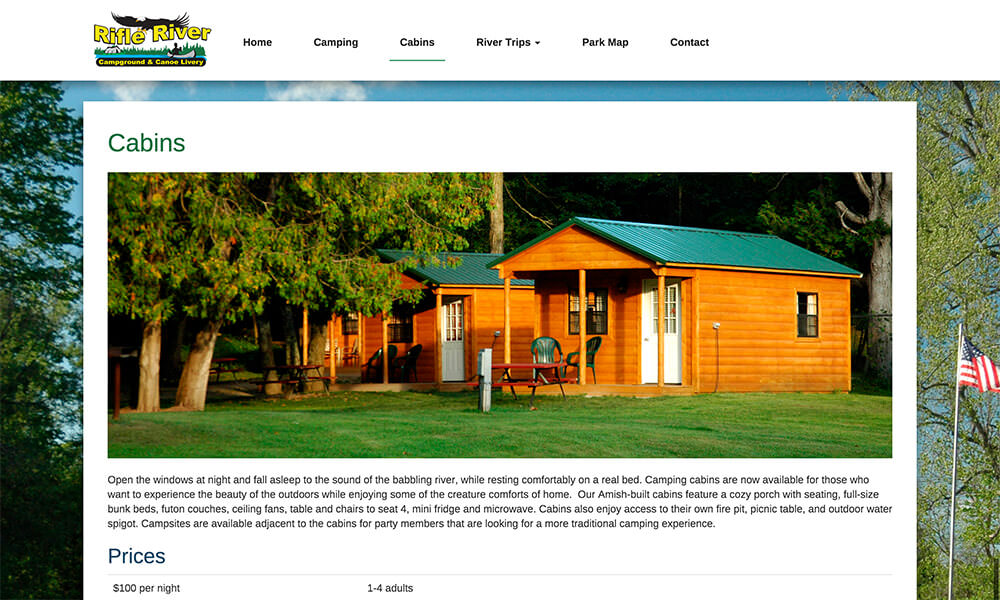 Rifle River
Campground & Canoe Livery
Home Camping Cabins River Trips Park Map Contact
Cabins
Open the windows at night and fall asleep to the sound of the babbling river, while resting comfortably on a real bed. Camping cabins are now available for those who
want to experience the beauty of the outdoors while enjoying some of the creature comforts of home.  Our Amish-built cabins feature a cozy porch with seating, full-size
bunk beds, futon couches, ceiling fans, table and chairs to seat 4, mini fridge and microwave. Cabins also enjoy access to their own fire pit, picnic table, and outdoor water
spigot. Campsites are available adjacent to the cabins for party members that are looking for a more traditional camping experience.
Prices
$100 per night 1-4 adults